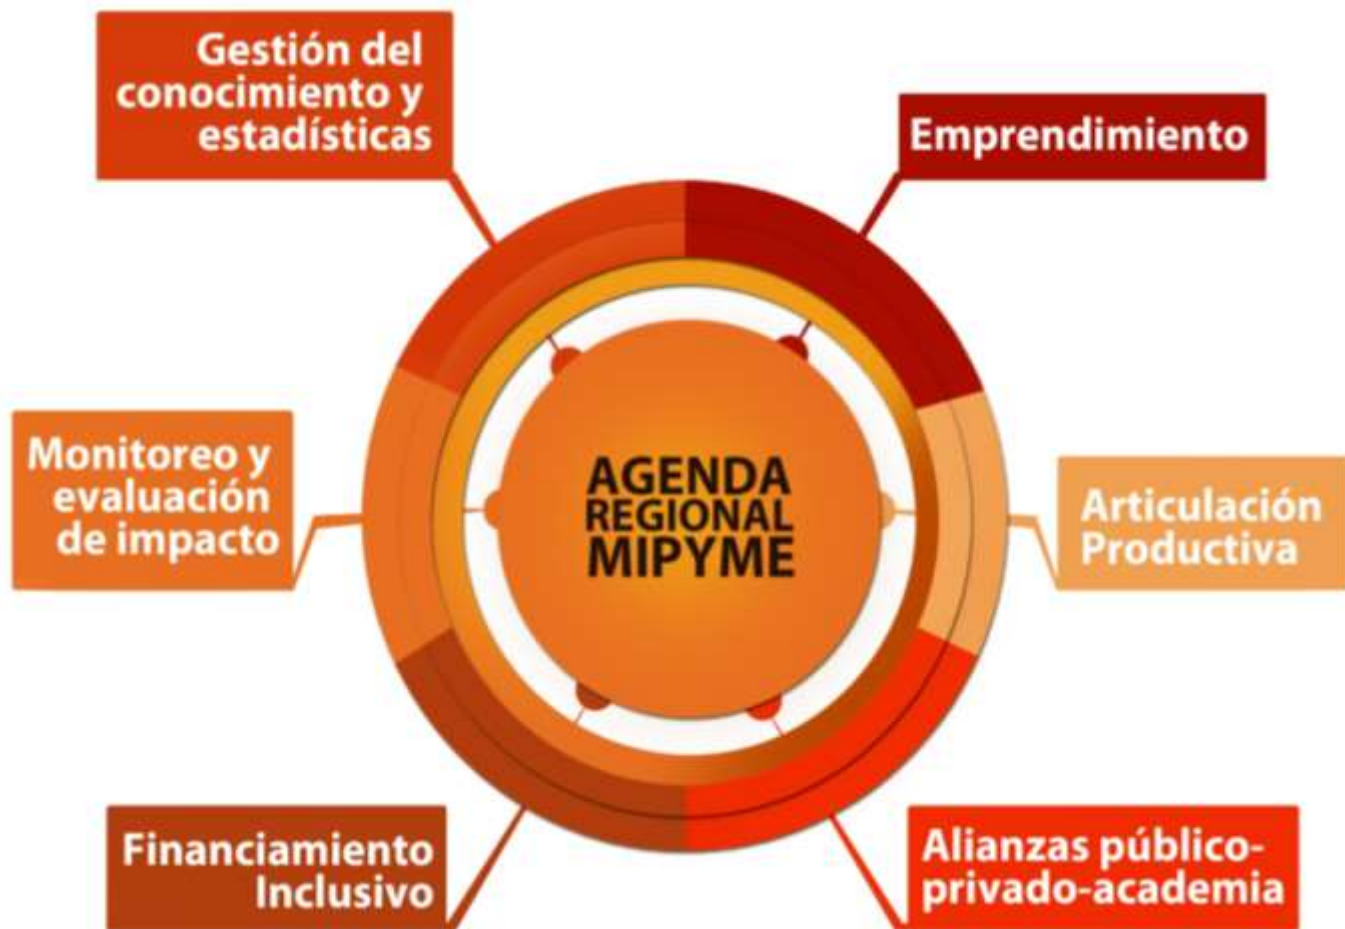 Gestión del
conocimiento y
estadísticas
Emprendimiento
Monitoreo y
evaluación
de impacto
AGENDA
REGIONAL
MIPYME
Articulación
Productiva
Financiamiento
Inclusivo
Alianzas público-
privado-academia